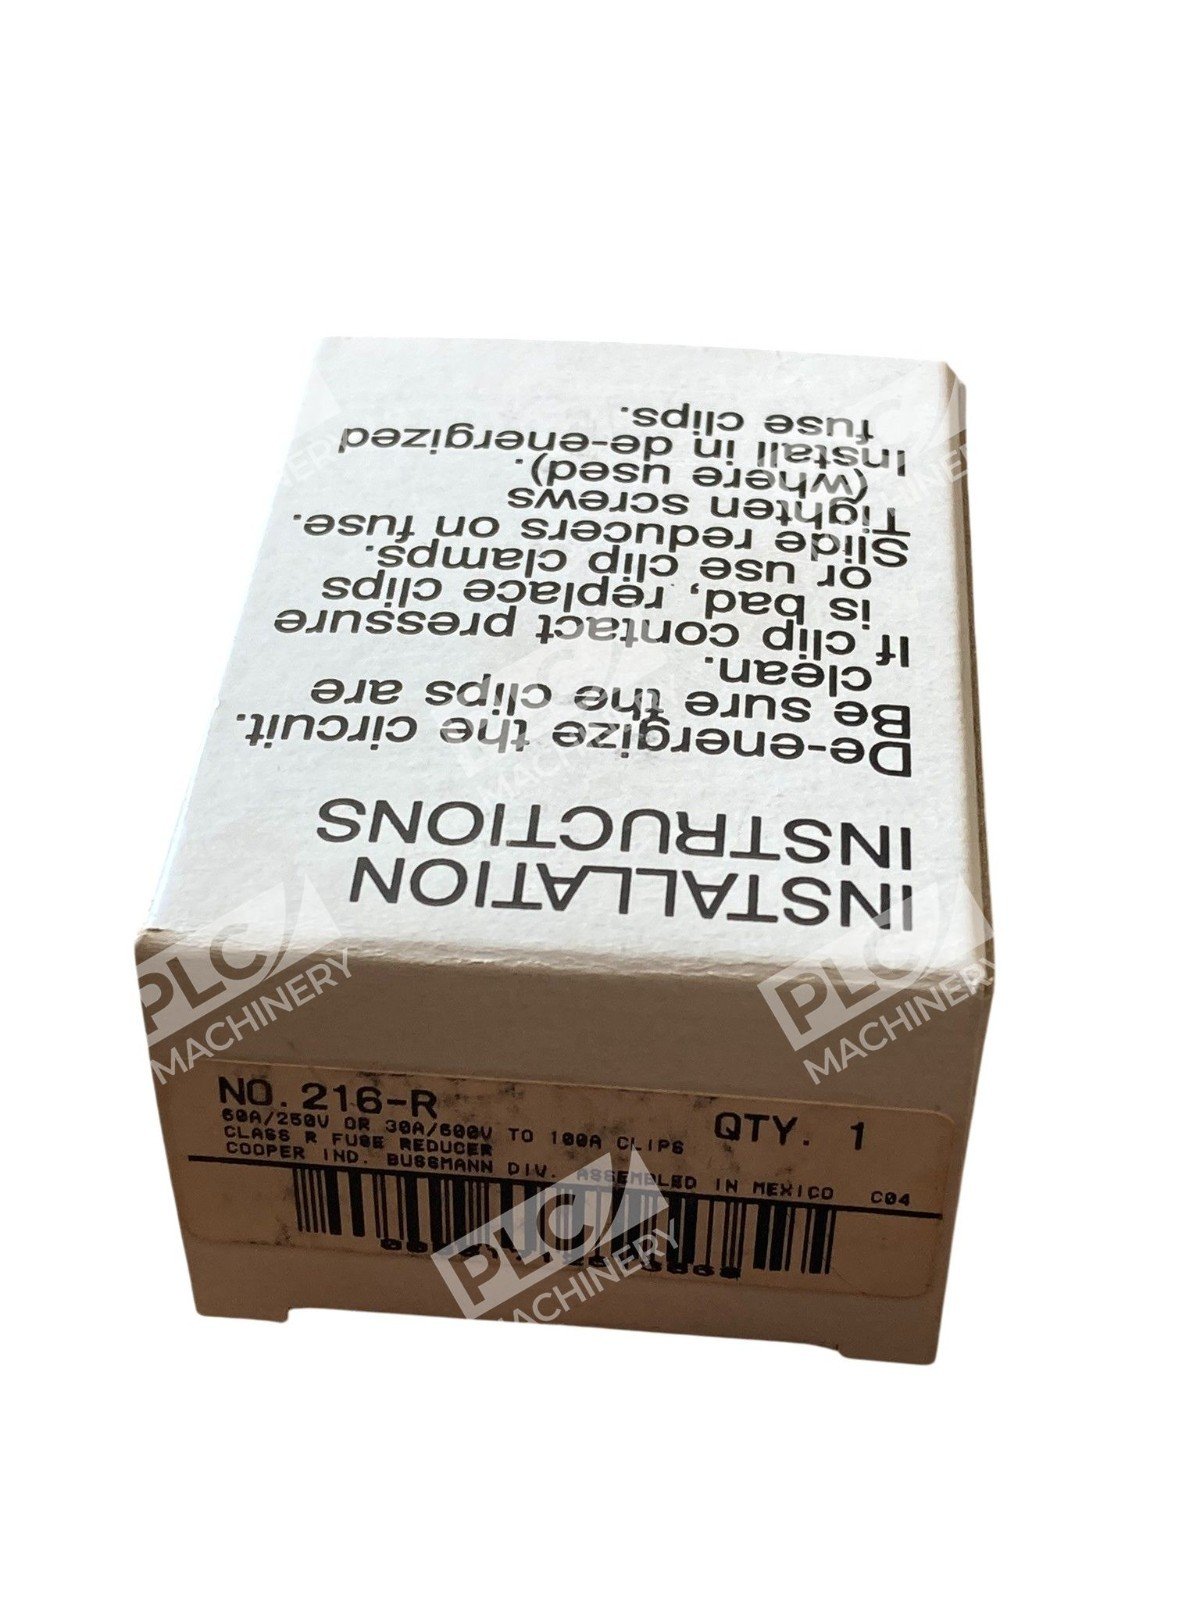 INSTALLATION
INSTRUCTIONS
De-energize the circuit.
Be sure the clips are
clean.
If clip contact pressure
is bad, replace clips
or use clip clamps.
Slide reducers on fuse.
Tighten screws
(where used).
Install in de-energized
fuse clips.
NO. 216-R
QTY. 1
60A/250V OR 30A/600V TO 100A CLIPS
CLASS R FUSE REDUCER
COOPER IND. BUSSMANN DIV. ASSEMBLED IN MEXICO C04
PLC
MACHINERY
PLC
MACHINERY
PLC
MACHINERY